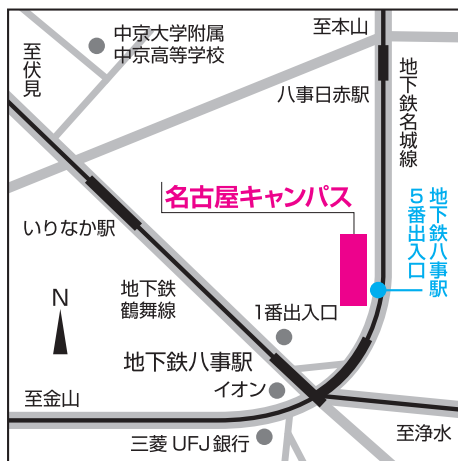 中京大学附属
中京高等学校
至本山
至伏見
八事日赤駅
地下鉄名城線
名古屋キャンパス
地下鉄八事駅
5番出入口
いりなか駅
地下鉄
鶴舞線
N
1番出入口
地下鉄八事駅
イオン
至金山
三菱UFJ銀行
至浄水